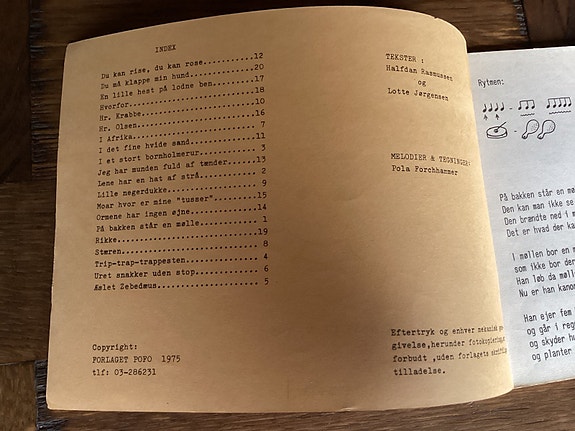 INDEX
Du kan rise, du kan rose...........12
Du må klappe min hund..............20
En lille hest på lodne ben.........17
Hvorfor............................18
Hr. Krabbe.........................10
Hr. Olsen..........................16
I Afrika........................... 7
I det fine hvide sand..............11
I et stort bornholmerur............ 3
Jeg har munden fuld af tænder......13
Lene har en hat af strå............ 2
Lille negerdukke................... 9
Moar hvor er mine "tusser".........15
Ormene har ingen øjne..............14
På bakken står en mølle............ 1
Rikke..............................19
Stæren............................. 8
Trip-trap-trappesten............... 4
Uret snakker uden stop............. 6
Æslet Zebedæus..................... 5
Copyright:
FORLAGET POFO 1975
tlf: 03-286231
TEKSTER :
Halfdan Rasmussen
og
Lotte Jørgensen
MELODIER & TEGNINGER
Pola Forchhammer
Eftertryk og enhver mekanisk
givelse,herunder fotokopiering,
forbudt ,uden forlagets
tilladelse.
Rytmen:
På bakken står en
Den kan man ikke se
Den brændte ned i
Det er hvad der
I møllen bor en
som ikke bor
Han løb da
Nu er han
Han ejer fem
og går i
og skyder
og planter